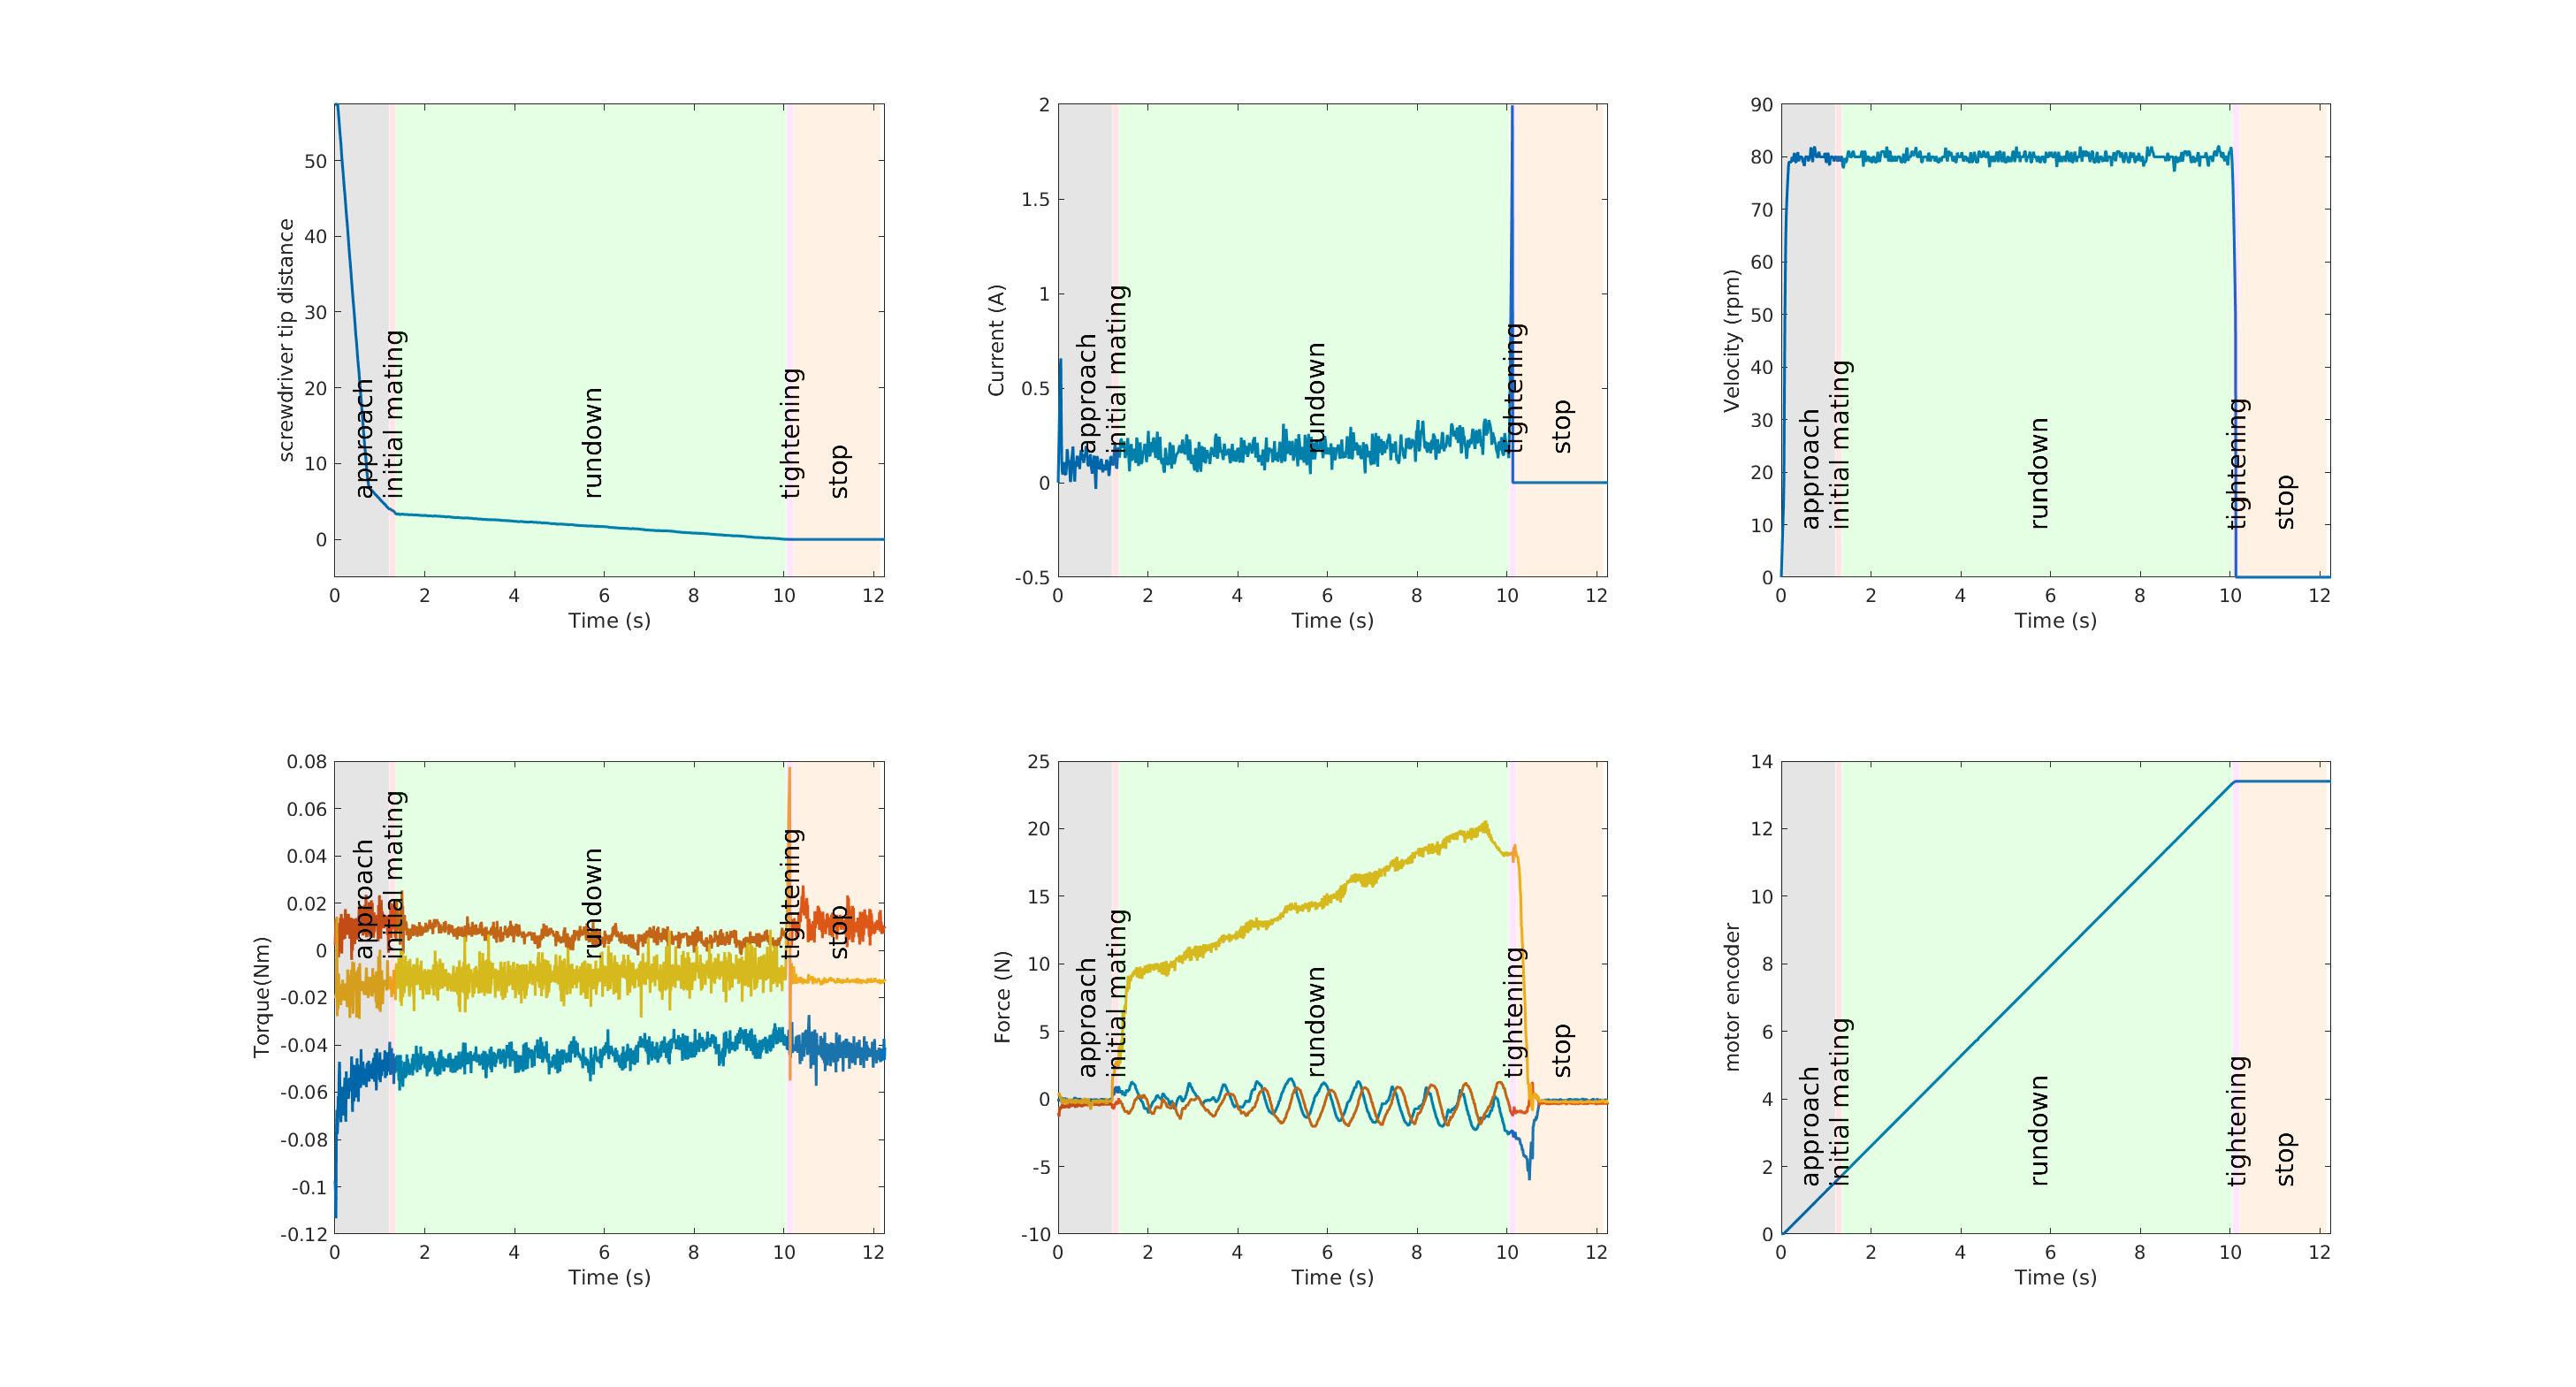 screwdriver tip distance
50
40
30
20
10
0
approach
initial mating
rundown
tightening
stop
0 2 4 6 8 10 12
Time (s)
Current (A)
2
1.5
1
0.5
0
-0.5
approach
initial mating
rundown
tightening
stop
0 2 4 6 8 10 12
Time (s)
Velocity (rpm)
90
80
70
60
50
40
30
20
10
0
approach
initial mating
rundown
tightening
stop
0 2 4 6 8 10 12
Time (s)
Torque(Nm)
0.08
0.06
0.04
0.02
0
-0.02
-0.04
-0.06
-0.08
-0.1
-0.12
approach
initial mating
rundown
tightening
stop
0 2 4 6 8 10 12
Time (s)
Force (N)
25
20
15
10
5
0
-5
-10
approach
initial mating
rundown
tightening
stop
0 2 4 6 8 10 12
Time (s)
motor encoder
14
12
10
8
6
4
2
0
approach
initial mating
rundown
tightening
stop
0 2 4 6 8 10 12
Time (s)